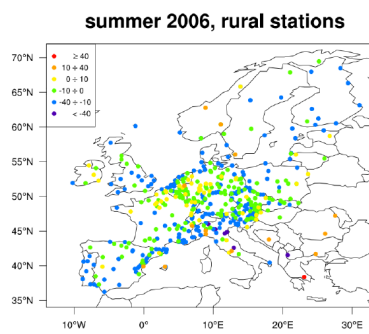 summer 2006, rural stations
≥ 40
10 ÷ 40
0 ÷ 10
-10 ÷ 0
-40 ÷ -10
< -40
70°N
65°N
60°N
55°N
50°N
45°N
40°N
35°N
10°W
0°
10°E
20°E
30°E